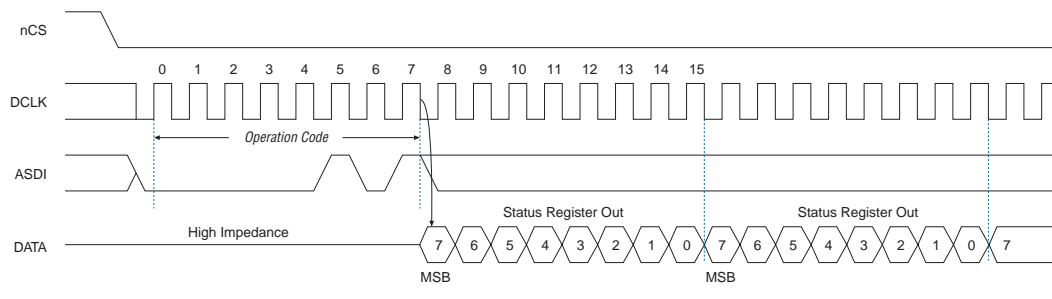 nCS
0 1 2 3 4 5 6 7 8 9 10 11 12 13 14 15
DCLK
Operation Code
ASDI
Status Register Out Status Register Out
High Impedance
DATA
7 6 5 4 3 2 1 0 7 6 5 4 3 2 1 0 7
MSB MSB